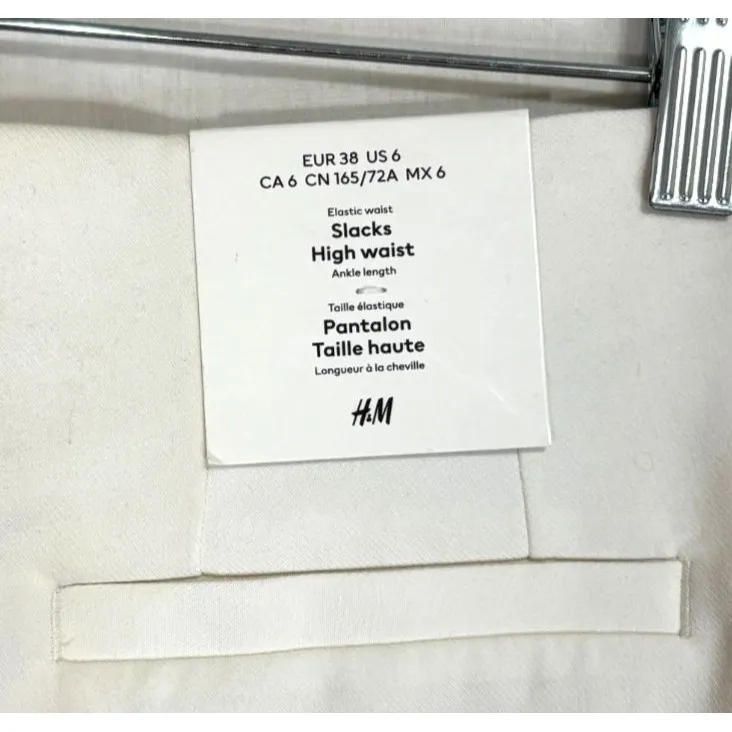 EUR 38 US 6
CA 6 CN 165/72A MX 6
Elastic waist
Slacks
High waist
Ankle length
Taille élastique
Pantalon
Taille haute
Longueur à la cheville
H&M